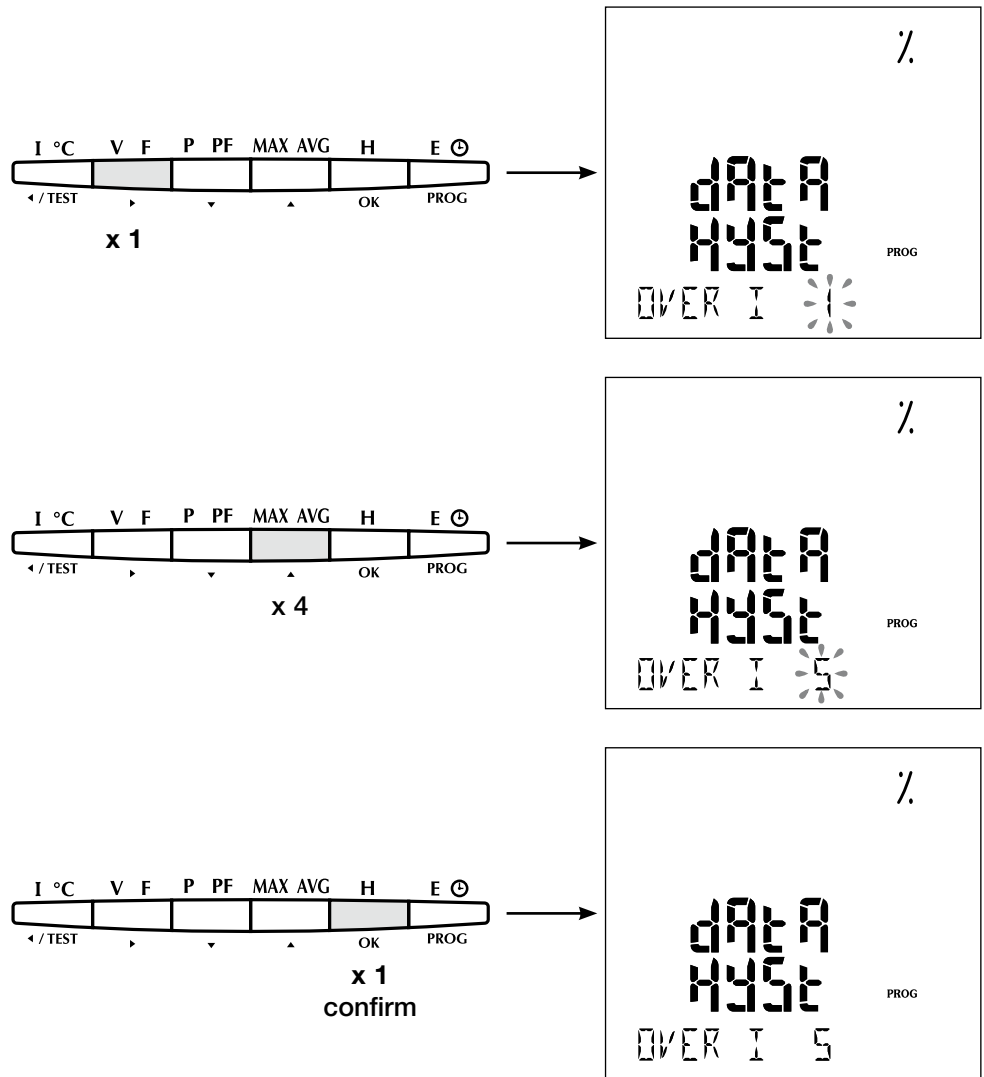 %
I °C V F P PF MAX AVG H E
/ TEST OK PROG
x 1
dAtA
HYSt
PROG
OVER I 1
%
I °C V F P PF MAX AVG H E
/ TEST OK PROG
x 4
dAtA
HYSt
PROG
OVER I 5
%
I °C V F P PF MAX AVG H E
/ TEST OK PROG
x 1
confirm
dAtA
HYSt
PROG
OVER I 5